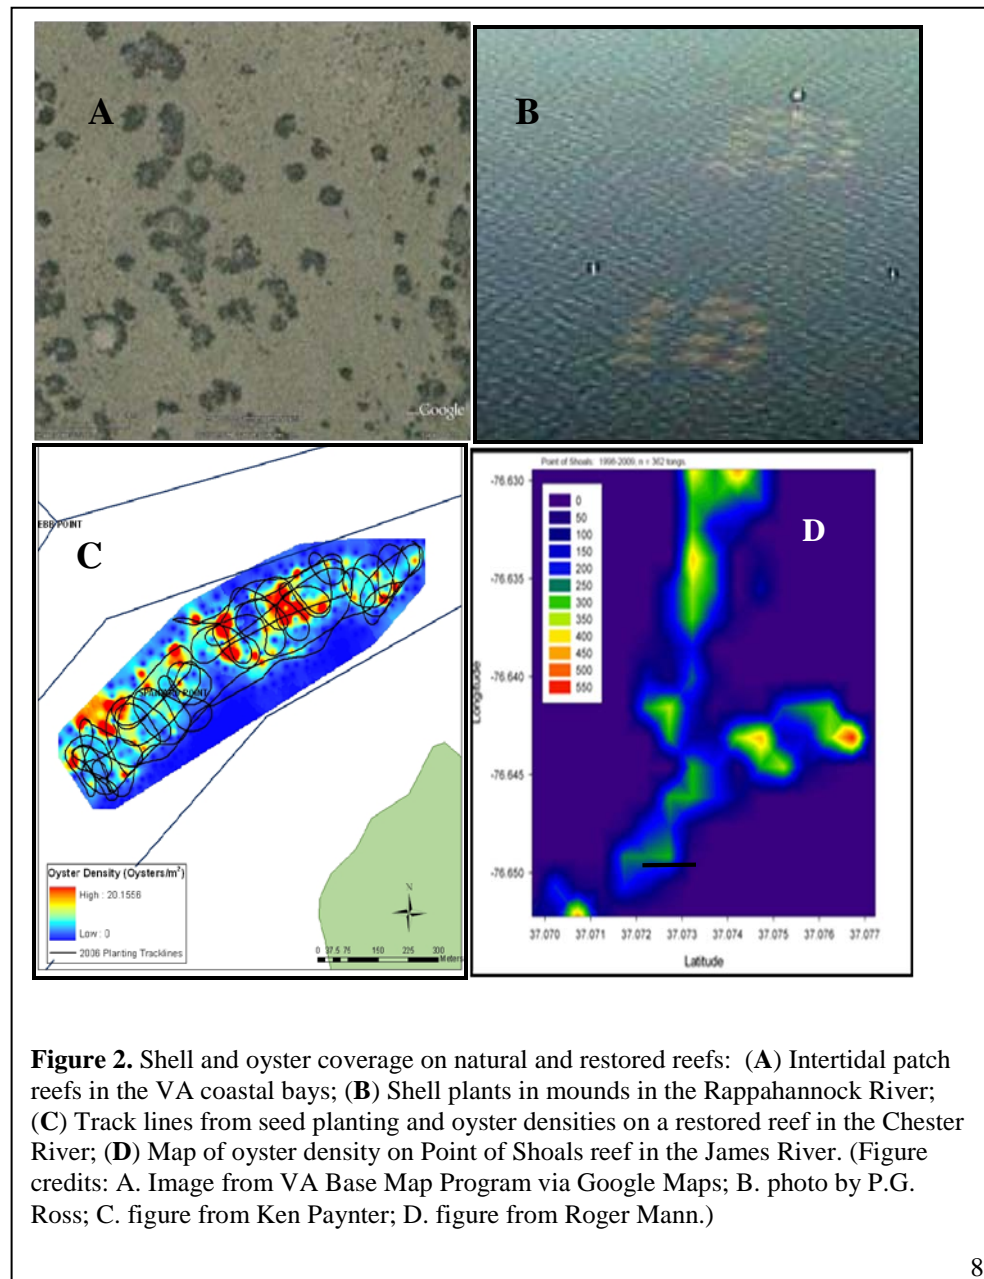 A
B
Google
EBB POINT
C
Oyster Density (Oysters/m²)
High : 20.1556
Low : 0
2006 Planting Tracklines
N
0 37.5 75 150 225 300
Meters
Point of Shoals: 1998-2009, n = 362 tongs.
D
0
50
100
150
200
250
300
350
400
450
500
550
-76.630
-76.635
-76.640
-76.645
-76.650
Longitude
37.070 37.071 37.072 37.073 37.074 37.075 37.076 37.077
Latitude
Figure 2. Shell and oyster coverage on natural and restored reefs: (A) Intertidal patch
reefs in the VA coastal bays; (B) Shell plants in mounds in the Rappahannock River;
(C) Track lines from seed planting and oyster densities on a restored reef in the Chester
River; (D) Map of oyster density on Point of Shoals reef in the James River. (Figure
credits: A. Image from VA Base Map Program via Google Maps; B. photo by P.G.
Ross; C. figure from Ken Paynter; D. figure from Roger Mann.)
8